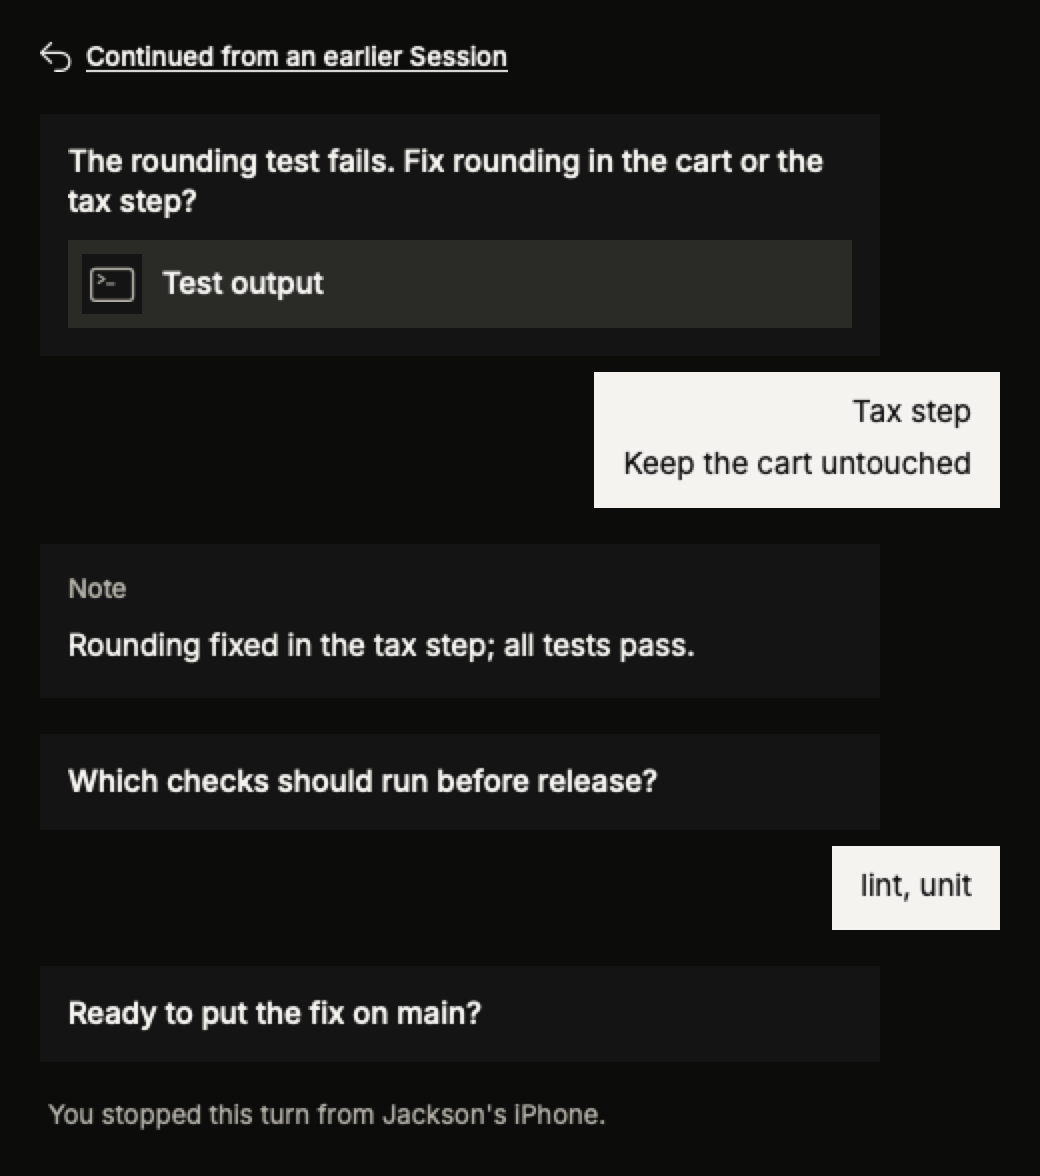 Continued from an earlier Session
The rounding test fails. Fix rounding in the cart or the
tax step?
>_
Test output
Tax step
Keep the cart untouched
Note
Rounding fixed in the tax step; all tests pass.
Which checks should run before release?
lint, unit
Ready to put the fix on main?
You stopped this turn from Jackson's iPhone.